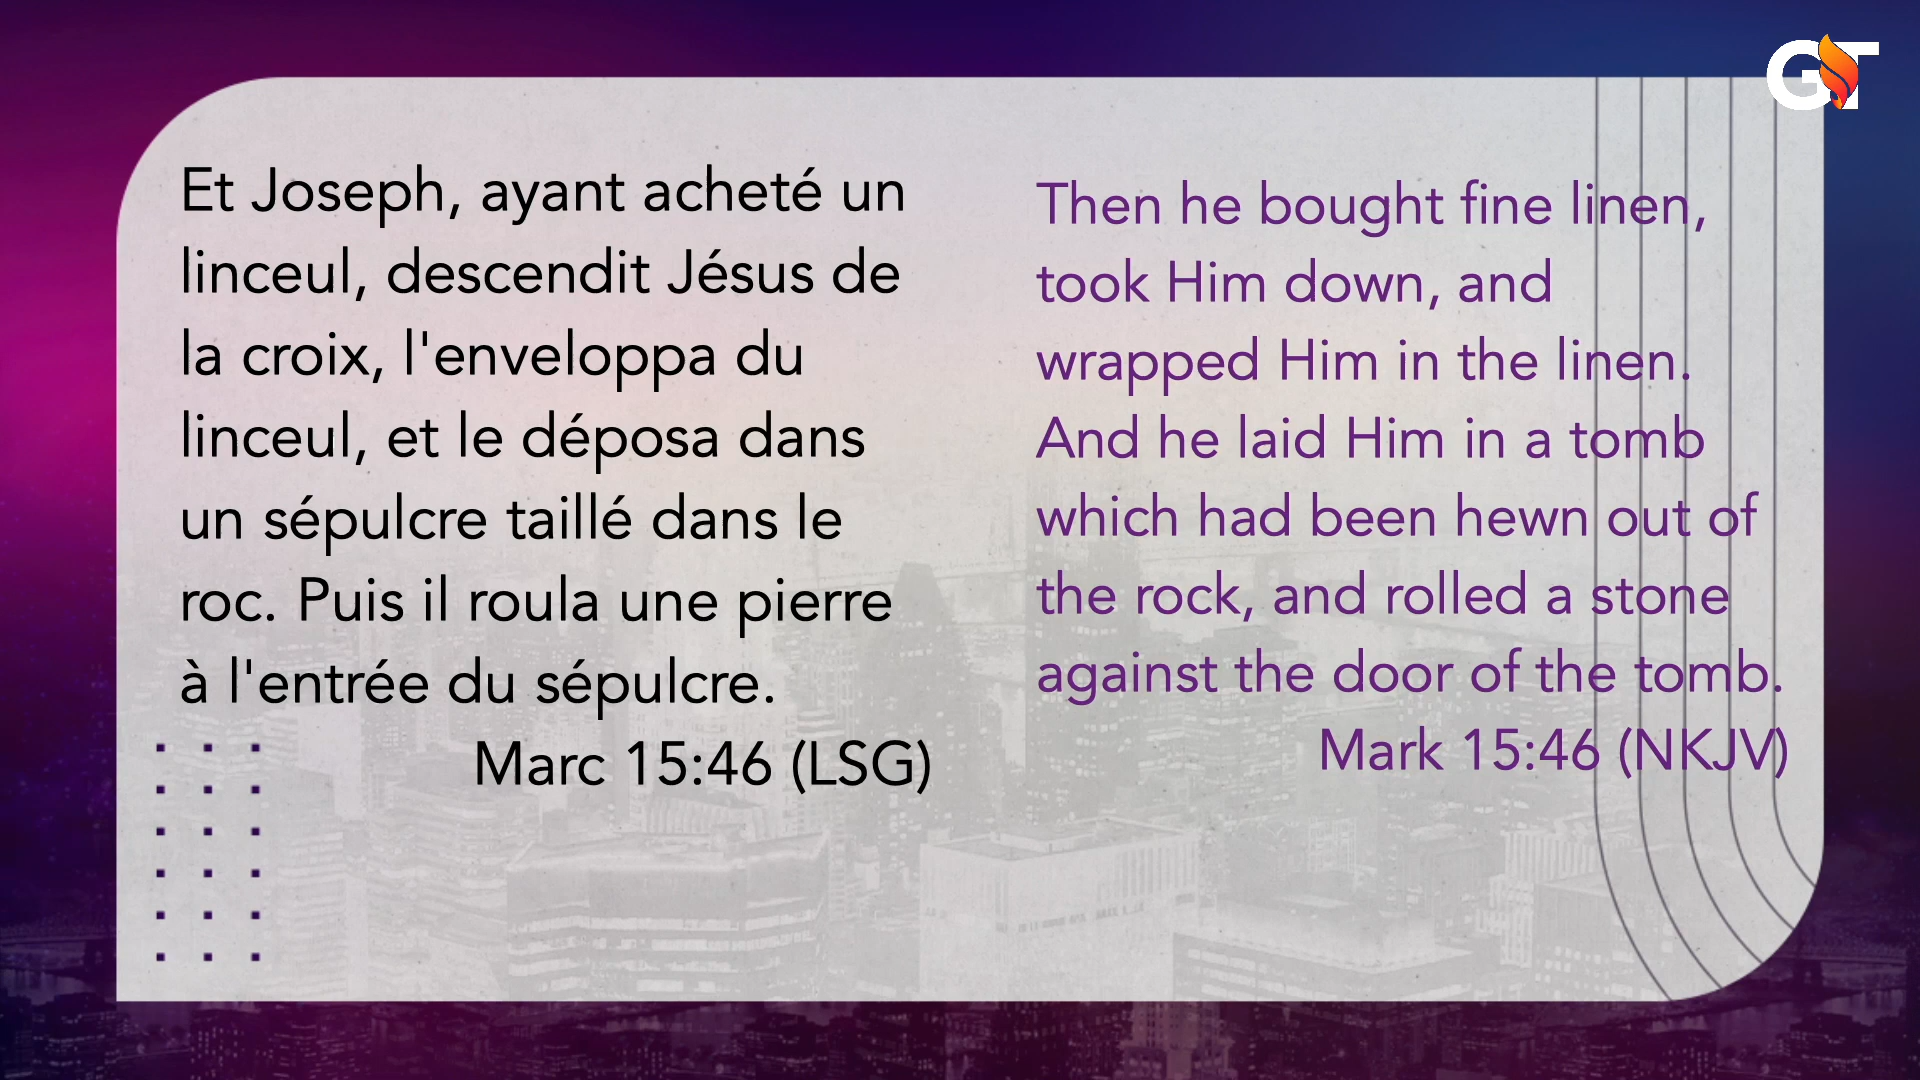 GT
Et Joseph, ayant acheté un
linceul, descendit Jésus de
la croix, l'enveloppa du
linceul, et le déposa dans
un sépulcre taillé dans le
roc. Puis il roula une pierre
à l'entrée du sépulcre.
Marc 15:46 (LSG)
Then he bought fine linen,
took Him down, and
wrapped Him in the linen.
And he laid Him in a tomb
which had been hewn out of
the rock, and rolled a stone
against the door of the tomb.
Mark 15:46 (NKJV)